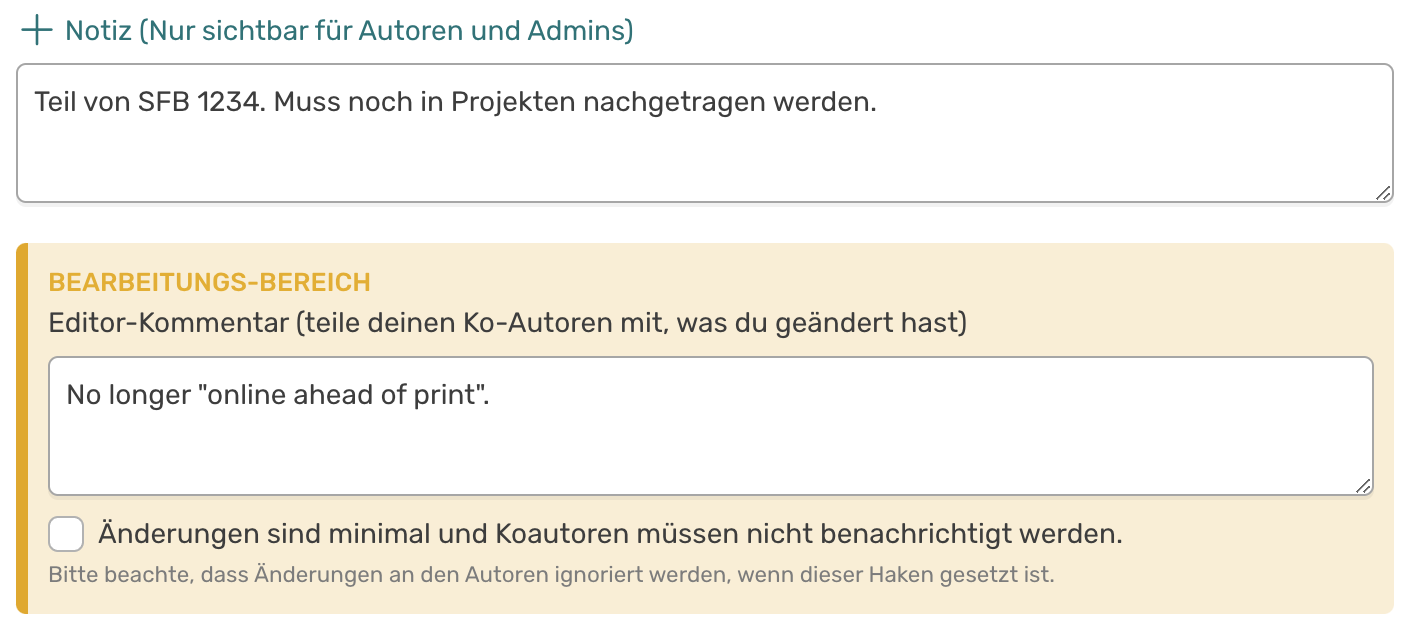 Notiz (Nur sichtbar für Autoren und Admins)
Teil von SFB 1234. Muss noch in Projekten nachgetragen werden.
BEARBEITUNGS-BEREICH
Editor-Kommentar (teile deinen Ko-Autoren mit, was du geändert hast)
No longer "online ahead of print".
Änderungen sind minimal und Koautoren müssen nicht benachrichtigt werden.
Bitte beachte, dass Änderungen an den Autoren ignoriert werden, wenn dieser Haken gesetzt ist.